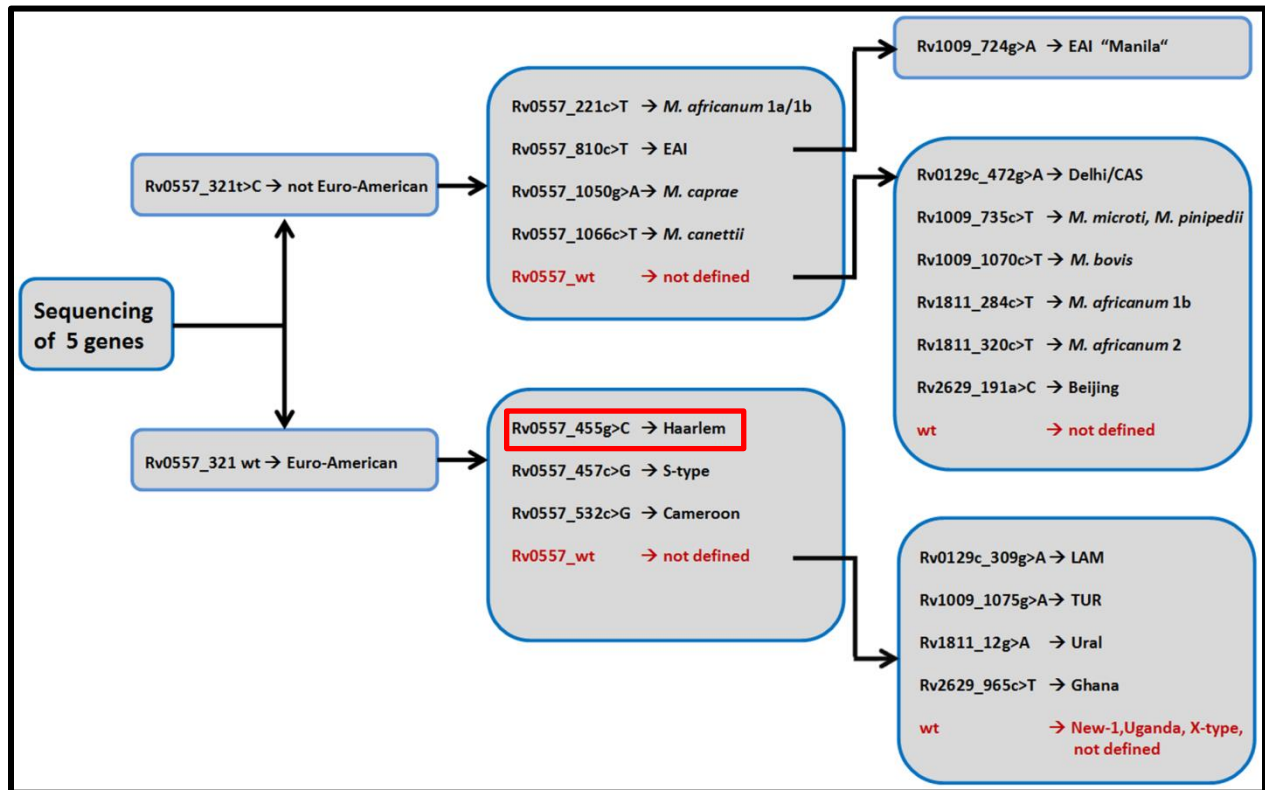 Sequencing
of 5 genes
Rv0557_321t>C → not Euro-American
Rv0557_321 wt → Euro-American
Rv0557_221c>T → M. africanum 1a/1b
Rv0557_810c>T → EAI
Rv0557_1050g>A → M. caprae
Rv0557_1066c>T → M. canettii
Rv0557_wt → not defined
Rv1009_724g>A → EAI "Manila"
Rv0129c_472g>A → Delhi/CAS
Rv1009_735c>T → M. microti, M. pinipedii
Rv1009_1070c>T → M. bovis
Rv1811_284c>T → M. africanum 1b
Rv1811_320c>T → M. africanum 2
Rv2629_191a>C → Beijing
wt → not defined
Rv0557_455g>C → Haarlem
Rv0557_457c>G → S-type
Rv0557_532c>G → Cameroon
Rv0557_wt → not defined
Rv0129c_309g>A → LAM
Rv1009_1075g>A → TUR
Rv1811_12g>A → Ural
Rv2629_965c>T → Ghana
wt → New-1,Uganda, X-type,
not defined